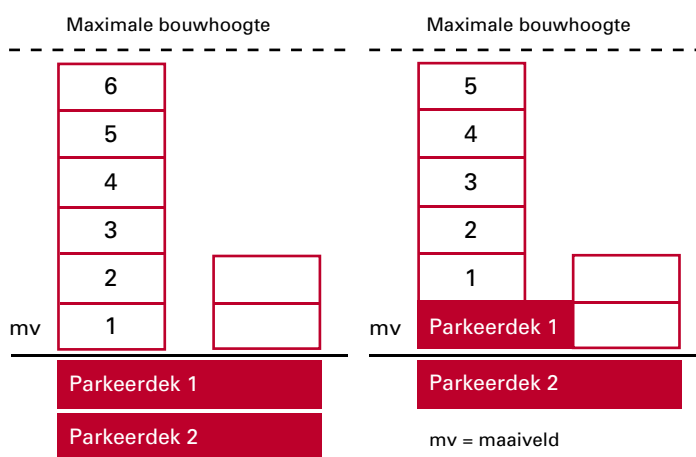 Maximale bouwhoogte
6
5
4
3
2
mv 1
Parkeerdek 1
Parkeerdek 2
Maximale bouwhoogte
5
4
3
2
1
mv Parkeerdek 1
Parkeerdek 2
mv = maaiveld